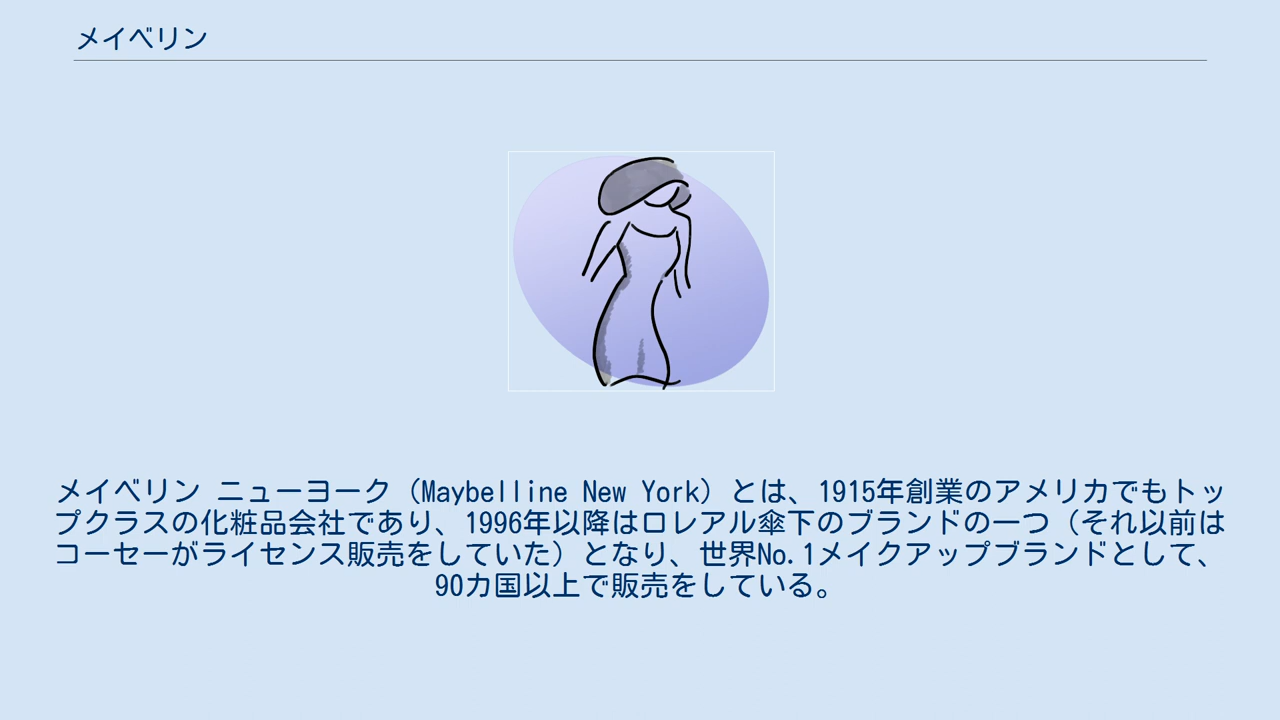 メイベリン
メイベリン ニューヨーク（Maybelline New York）とは、1915年創業のアメリカでもトッ
プクラスの化粧品会社であり、1996年以降はロレアル傘下のブランドの一つ（それ以前は
コーセーがライセンス販売をしていた）となり、世界No.1メイクアップブランドとして、
90カ国以上で販売をしている。